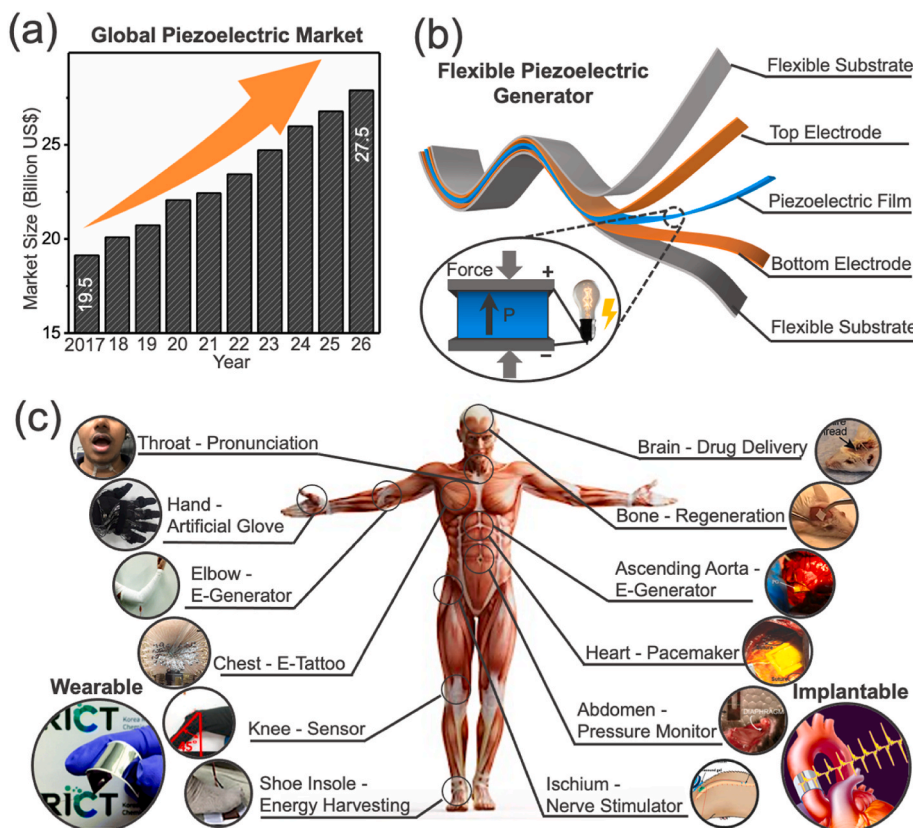 (a)
Global Piezoelectric Market
Market Size (Billion US$)
25
20
15
19.5
27.5
2017 18 19 20 21 22 23 24 25 26
Year
(b)
Flexible Piezoelectric
Generator
Flexible Substrate
Top Electrode
Piezoelectric Film
Bottom Electrode
Flexible Substrate
Force
+
P
−
(c)
Throat - Pronunciation
Hand -
Artificial Glove
Elbow -
E-Generator
Chest - E-Tattoo
Wearable
Knee - Sensor
Shoe Insole -
Energy Harvesting
Brain - Drug Delivery
Bone - Regeneration
Ascending Aorta -
E-Generator
Heart - Pacemaker
Implantable
Abdomen -
Pressure Monitor
Ischium -
Nerve Stimulator
RICT
Korea
RICT